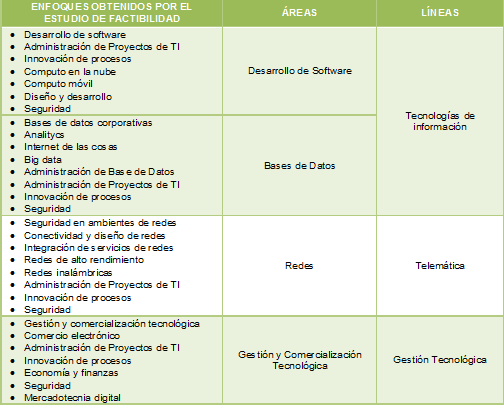 ENFOQUES OBTENIDOS POR EL
ESTUDIO DE FACTIBILIDAD
ÁREAS
LÍNEAS
• Desarrollo de software
• Administración de Proyectos de TI
• Innovación de procesos
• Computo en la nube
• Computo móvil
• Diseño y desarrollo
• Seguridad
Desarrollo de Software
Tecnologías de
información
• Bases de datos corporativas
• Analitycs
• Internet de las cosas
• Big data
• Administración de Base de Datos
• Administración de Proyectos de TI
• Innovación de procesos
• Seguridad
Bases de Datos
• Seguridad en ambientes de redes
• Conectividad y diseño de redes
• Integración de servicios de redes
• Redes de alto rendimiento
• Redes inalámbricas
• Administración de Proyectos de TI
• Innovación de procesos
• Seguridad
Redes
Telemática
• Gestión y comercialización tecnológica
• Comercio electrónico
• Administración de Proyectos de TI
• Innovación de procesos
• Economía y finanzas
• Seguridad
• Mercadotecnia digital
Gestión y Comercialización
Tecnológica
Gestión Tecnológica